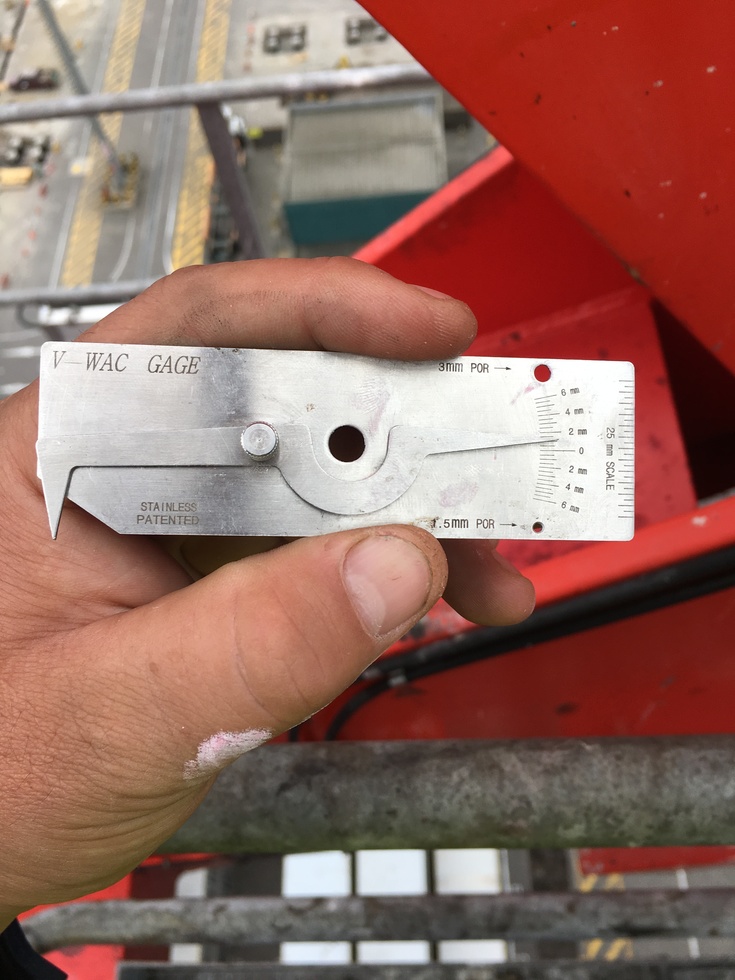 V-WAC GAGE
3mm POR →
6 mm
4 mm
2 mm
0
2 mm
4 mm
6 mm
25 mm SCALE
STAINLESS
PATENTED
1.5mm POR →